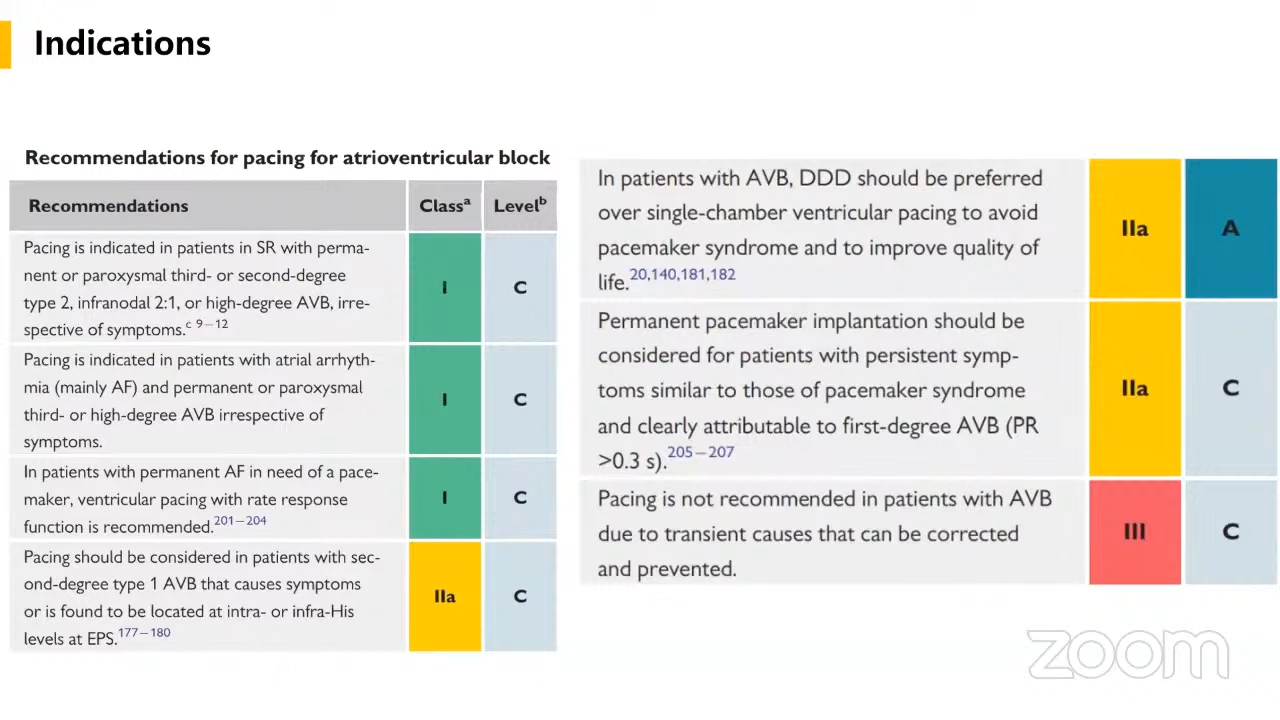 Indications
Recommendations for pacing for atrioventricular block
Recommendations Classᵃ Levelᵇ
Pacing is indicated in patients in SR with perma-
nent or paroxysmal third- or second-degree
type 2, infranodal 2:1, or high-degree AVB, irre-
spective of symptoms.ᶜ ⁹⁻¹²
I C
Pacing is indicated in patients with atrial arrhyth-
mia (mainly AF) and permanent or paroxysmal
third- or high-degree AVB irrespective of
symptoms.
I C
In patients with permanent AF in need of a pace-
maker, ventricular pacing with rate response
function is recommended.²⁰¹⁻²⁰⁴
I C
Pacing should be considered in patients with sec-
ond-degree type 1 AVB that causes symptoms
or is found to be located at intra- or infra-His
levels at EPS.¹⁷⁷⁻¹⁸⁰
IIa C
In patients with AVB, DDD should be preferred
over single-chamber ventricular pacing to avoid
pacemaker syndrome and to improve quality of
life.²⁰,¹⁴⁰,¹⁸¹,¹⁸²
IIa A
Permanent pacemaker implantation should be
considered for patients with persistent symp-
toms similar to those of pacemaker syndrome
and clearly attributable to first-degree AVB (PR
>0.3 s).²⁰⁵⁻²⁰⁷
IIa C
Pacing is not recommended in patients with AVB
due to transient causes that can be corrected
and prevented.
III C
zoom